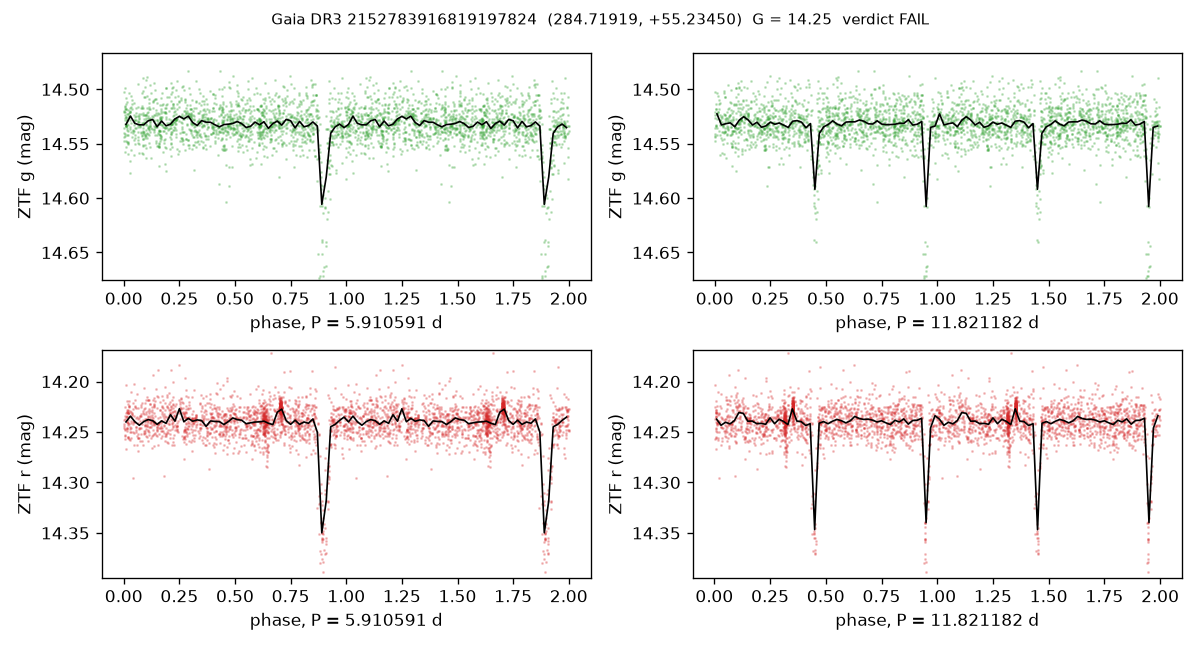 Gaia DR3 2152783916819197824 (284.71919, +55.23450) G = 14.25 verdict FAIL
ZTF g (mag)
14.50
14.55
14.60
14.65
0.00 0.25 0.50 0.75 1.00 1.25 1.50 1.75 2.00
phase, P = 5.910591 d
ZTF g (mag)
14.50
14.55
14.60
14.65
0.00 0.25 0.50 0.75 1.00 1.25 1.50 1.75 2.00
phase, P = 11.821182 d
ZTF r (mag)
14.20
14.25
14.30
14.35
0.00 0.25 0.50 0.75 1.00 1.25 1.50 1.75 2.00
phase, P = 5.910591 d
ZTF r (mag)
14.20
14.25
14.30
14.35
0.00 0.25 0.50 0.75 1.00 1.25 1.50 1.75 2.00
phase, P = 11.821182 d